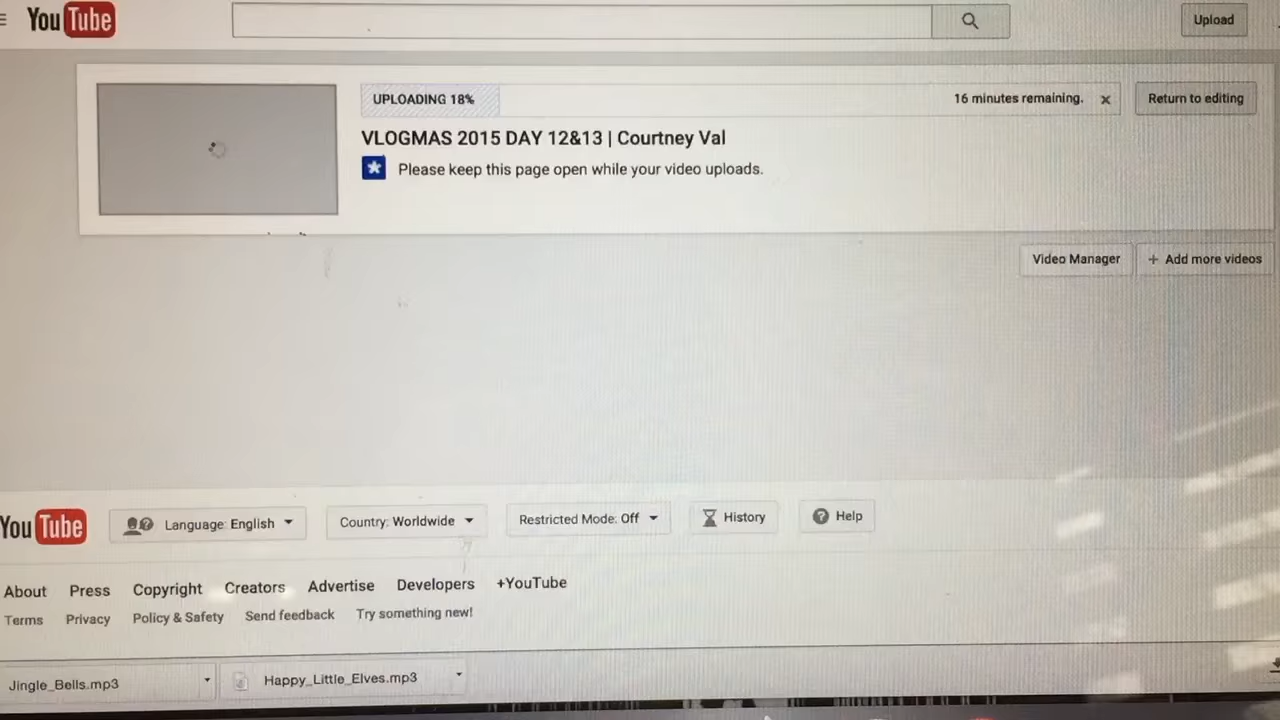 YouTube
Upload
UPLOADING 18%
16 minutes remaining.
Return to editing
VLOGMAS 2015 DAY 12&13 | Courtney Val
Please keep this page open while your video uploads.
Video Manager
+ Add more videos
YouTube
Language: English
Country: Worldwide
Restricted Mode: Off
History
Help
About Press Copyright Creators Advertise Developers +YouTube
Terms Privacy Policy & Safety Send feedback Try something new!
Jingle_Bells.mp3
Happy_Little_Elves.mp3